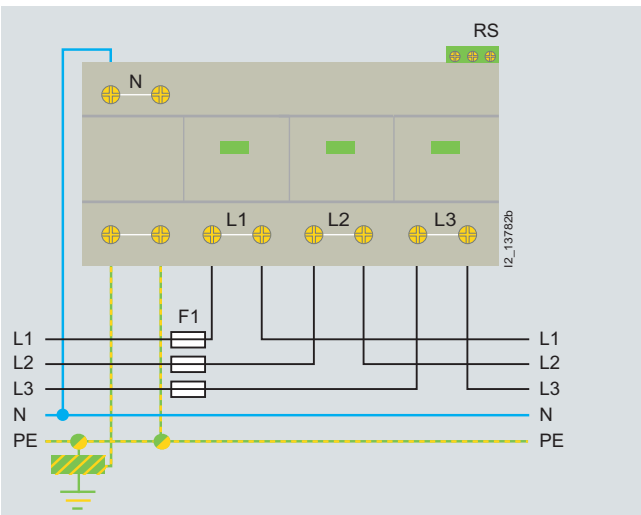 RS
N
L1 L2 L3
I2_13782b
F1
L1 L1
L2 L2
L3 L3
N N
PE PE